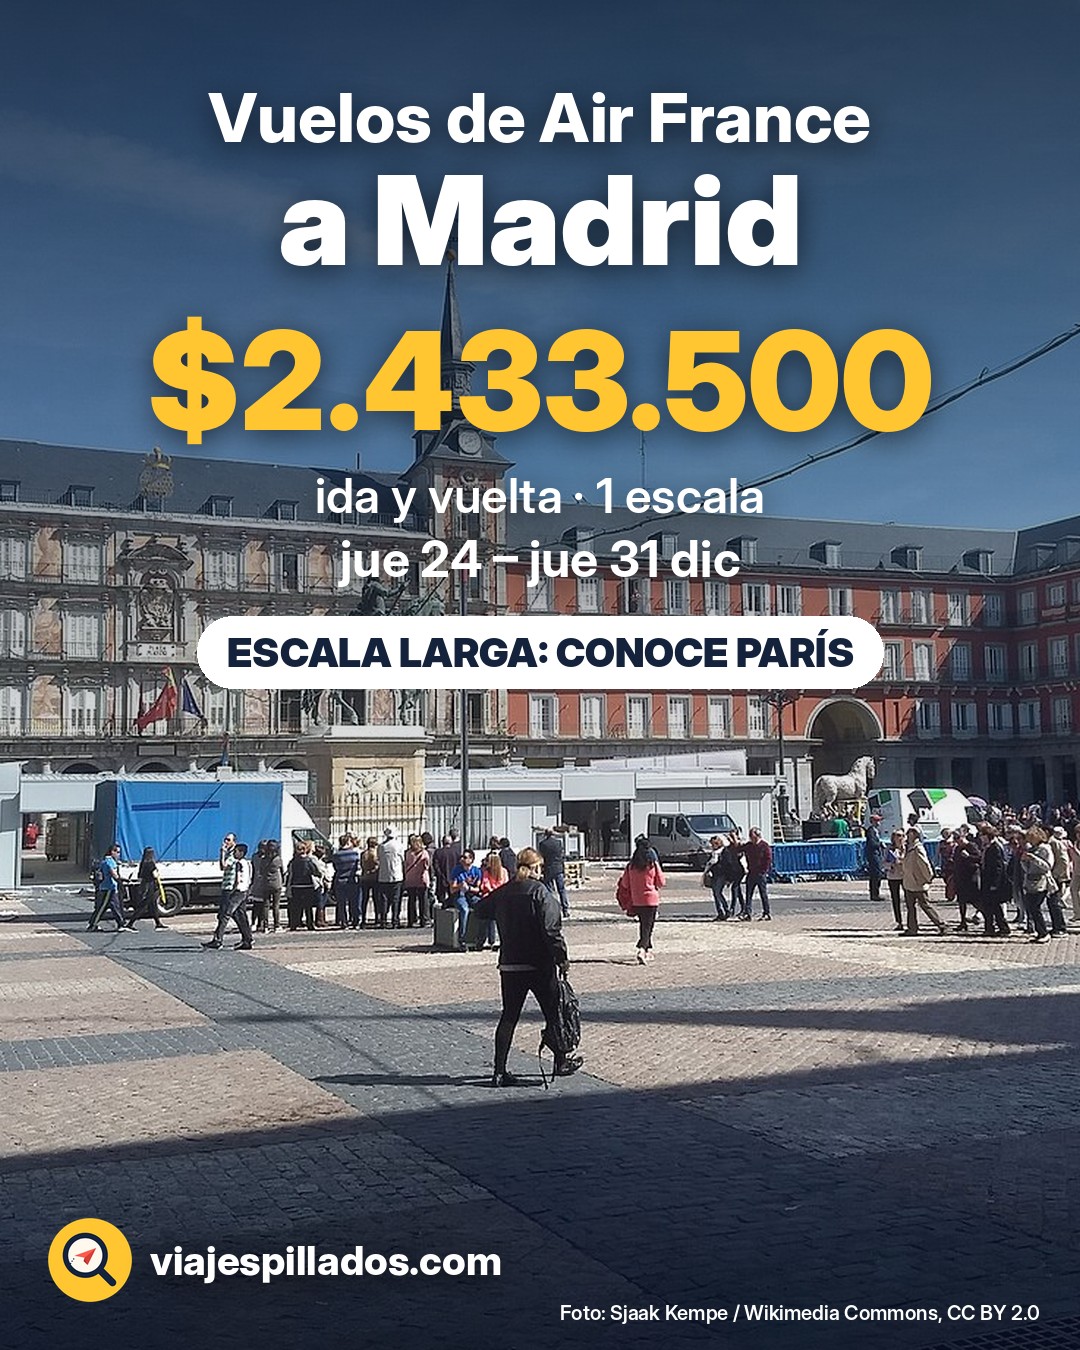 Vuelos de Air France
a Madrid
$2.433.500
ida y vuelta · 1 escala
jue 24 – jue 31 dic
ESCALA LARGA: CONOCE PARÍS
viajespillados.com
Foto: Sjaak Kempe / Wikimedia Commons, CC BY 2.0